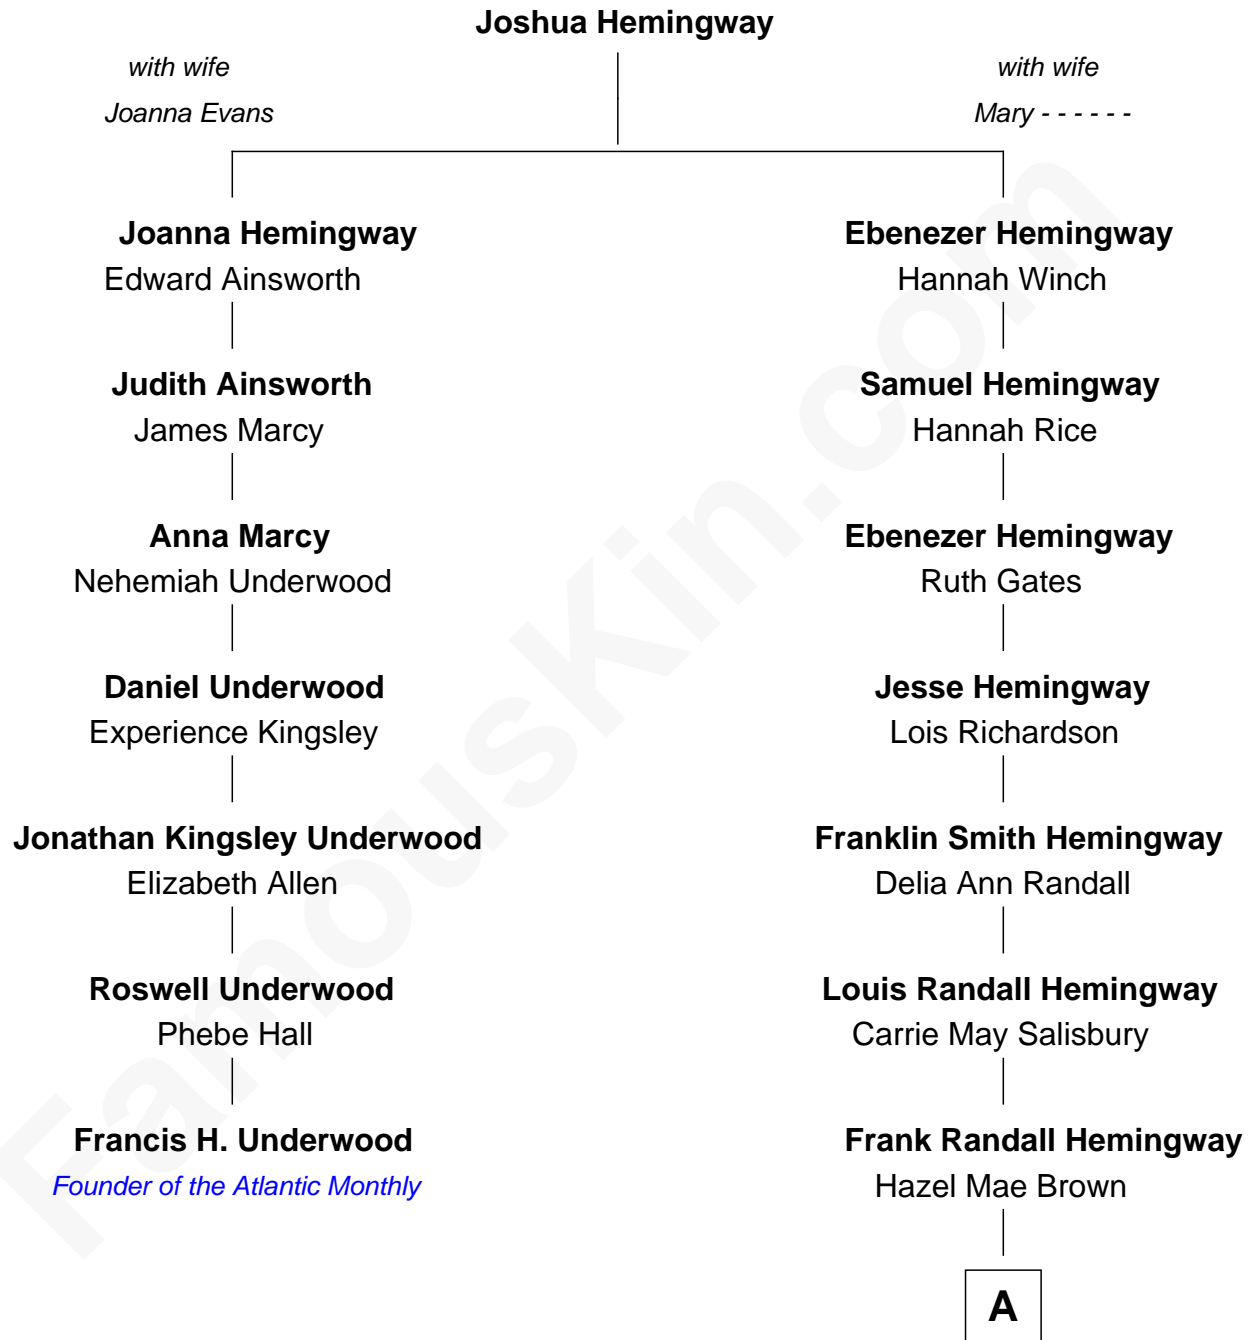 Joshua Hemingway
with wife
Joanna Evans
with wife
Mary - - - - - -
Joanna Hemingway
Edward Ainsworth
Ebenezer Hemingway
Hannah Winch
Judith Ainsworth
James Marcy
Samuel Hemingway
Hannah Rice
Anna Marcy
Nehemiah Underwood
Ebenezer Hemingway
Ruth Gates
Daniel Underwood
Experience Kingsley
Jesse Hemingway
Lois Richardson
Jonathan Kingsley Underwood
Elizabeth Allen
Franklin Smith Hemingway
Delia Ann Randall
Roswell Underwood
Phebe Hall
Louis Randall Hemingway
Carrie May Salisbury
Francis H. Underwood
Founder of the Atlantic Monthly
Frank Randall Hemingway
Hazel Mae Brown
A
FamousKin.com